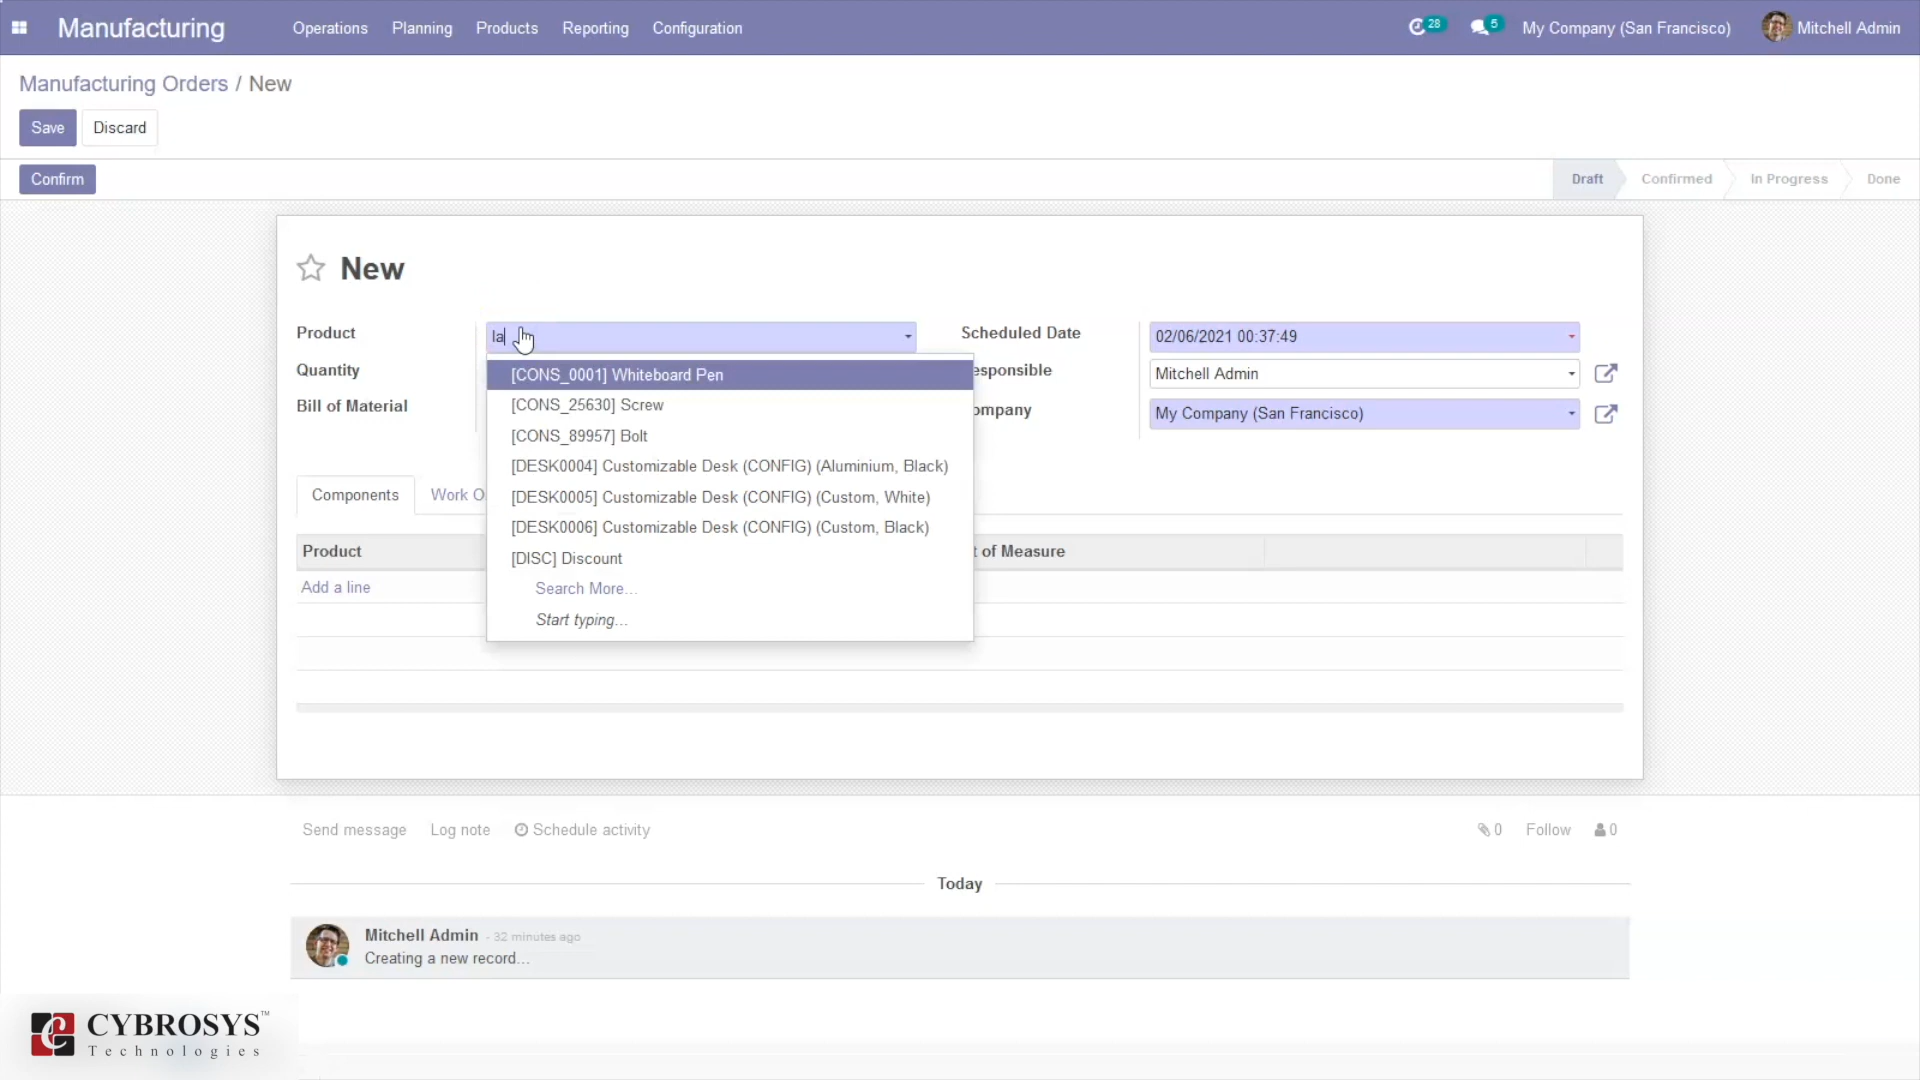 Manufacturing Operations Planning Products Reporting Configuration 28 5 My Company (San Francisco) Mitchell Admin
Manufacturing Orders / New
Save Discard
Confirm Draft Confirmed In Progress Done
New
Product la Scheduled Date 02/06/2021 00:37:49
Quantity [CONS_0001] Whiteboard Pen esponsible Mitchell Admin
Bill of Material [CONS_25630] Screw ompany My Company (San Francisco)
[CONS_89957] Bolt
[DESK0004] Customizable Desk (CONFIG) (Aluminium, Black)
Components Work O [DESK0005] Customizable Desk (CONFIG) (Custom, White)
[DESK0006] Customizable Desk (CONFIG) (Custom, Black)
Product [DISC] Discount t of Measure
Add a line Search More...
Start typing...
Send message Log note Schedule activity 0 Follow 0
Today
Mitchell Admin - 32 minutes ago
Creating a new record...
CYBROSYS™
Technologies